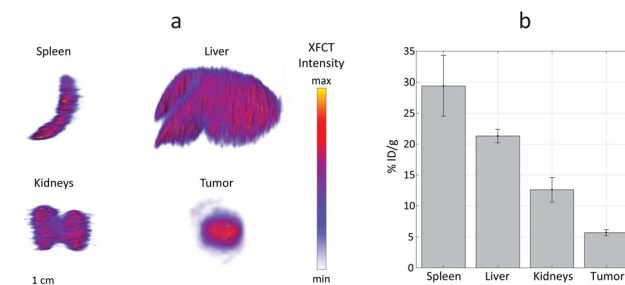 a
b
Spleen
Liver
XFCT
Intensity
max
Kidneys
Tumor
1 cm
min
% ID/g
35
30
25
20
15
10
5
0
Spleen
Liver
Kidneys
Tumor